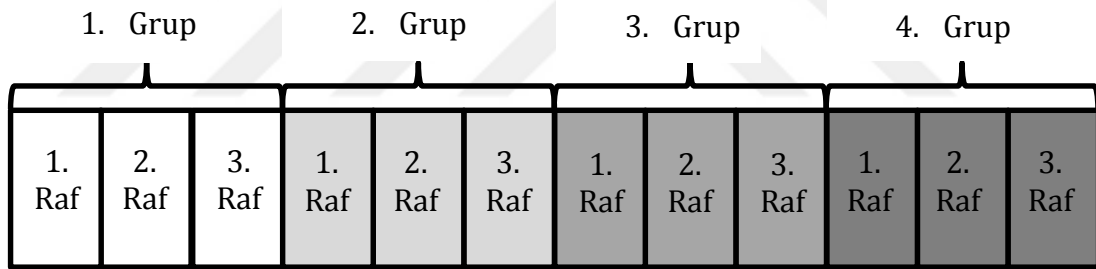 1. Grup 2. Grup 3. Grup 4. Grup
1. 2. 3. 1. 2. 3. 1. 2. 3. 1. 2. 3.
Raf Raf Raf Raf Raf Raf Raf Raf Raf Raf Raf Raf